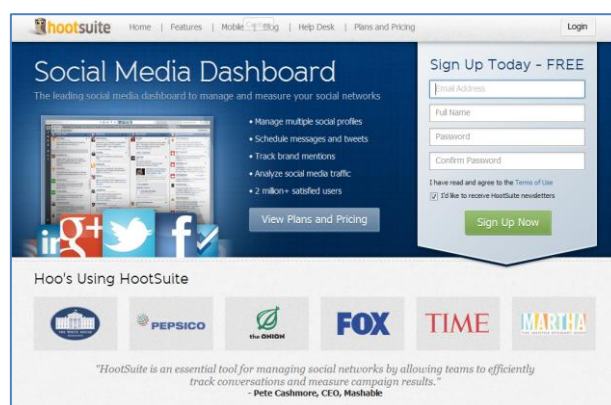 hootsuite
Home | Features | Mobile | Blog | Help Desk | Plans and Pricing
Login
Social Media Dashboard
The leading social media dashboard to manage and measure your social networks
• Manage multiple social profiles
• Schedule messages and tweets
• Track brand mentions
• Analyze social media traffic
• 2 million+ satisfied users
View Plans and Pricing
in g+ f
Sign Up Today - FREE
Email Address
Full Name
Password
Confirm Password
I have read and agree to the Terms of Use
I'd like to receive HootSuite newsletters
Sign Up Now
Hoo's Using HootSuite
PEPSICO
the ONION
FOX
TIME
MARTHA
"HootSuite is an essential tool for managing social networks by allowing teams to efficiently
track conversations and measure campaign results."
- Pete Cashmore, CEO, Mashable